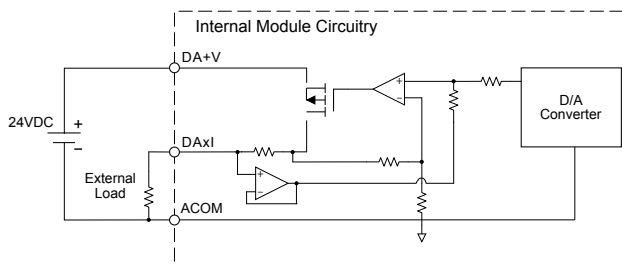 Internal Module Circuitry
DA+V
24VDC
+
−
DAxI
External
Load
ACOM
+
−
+
−
D/A
Converter